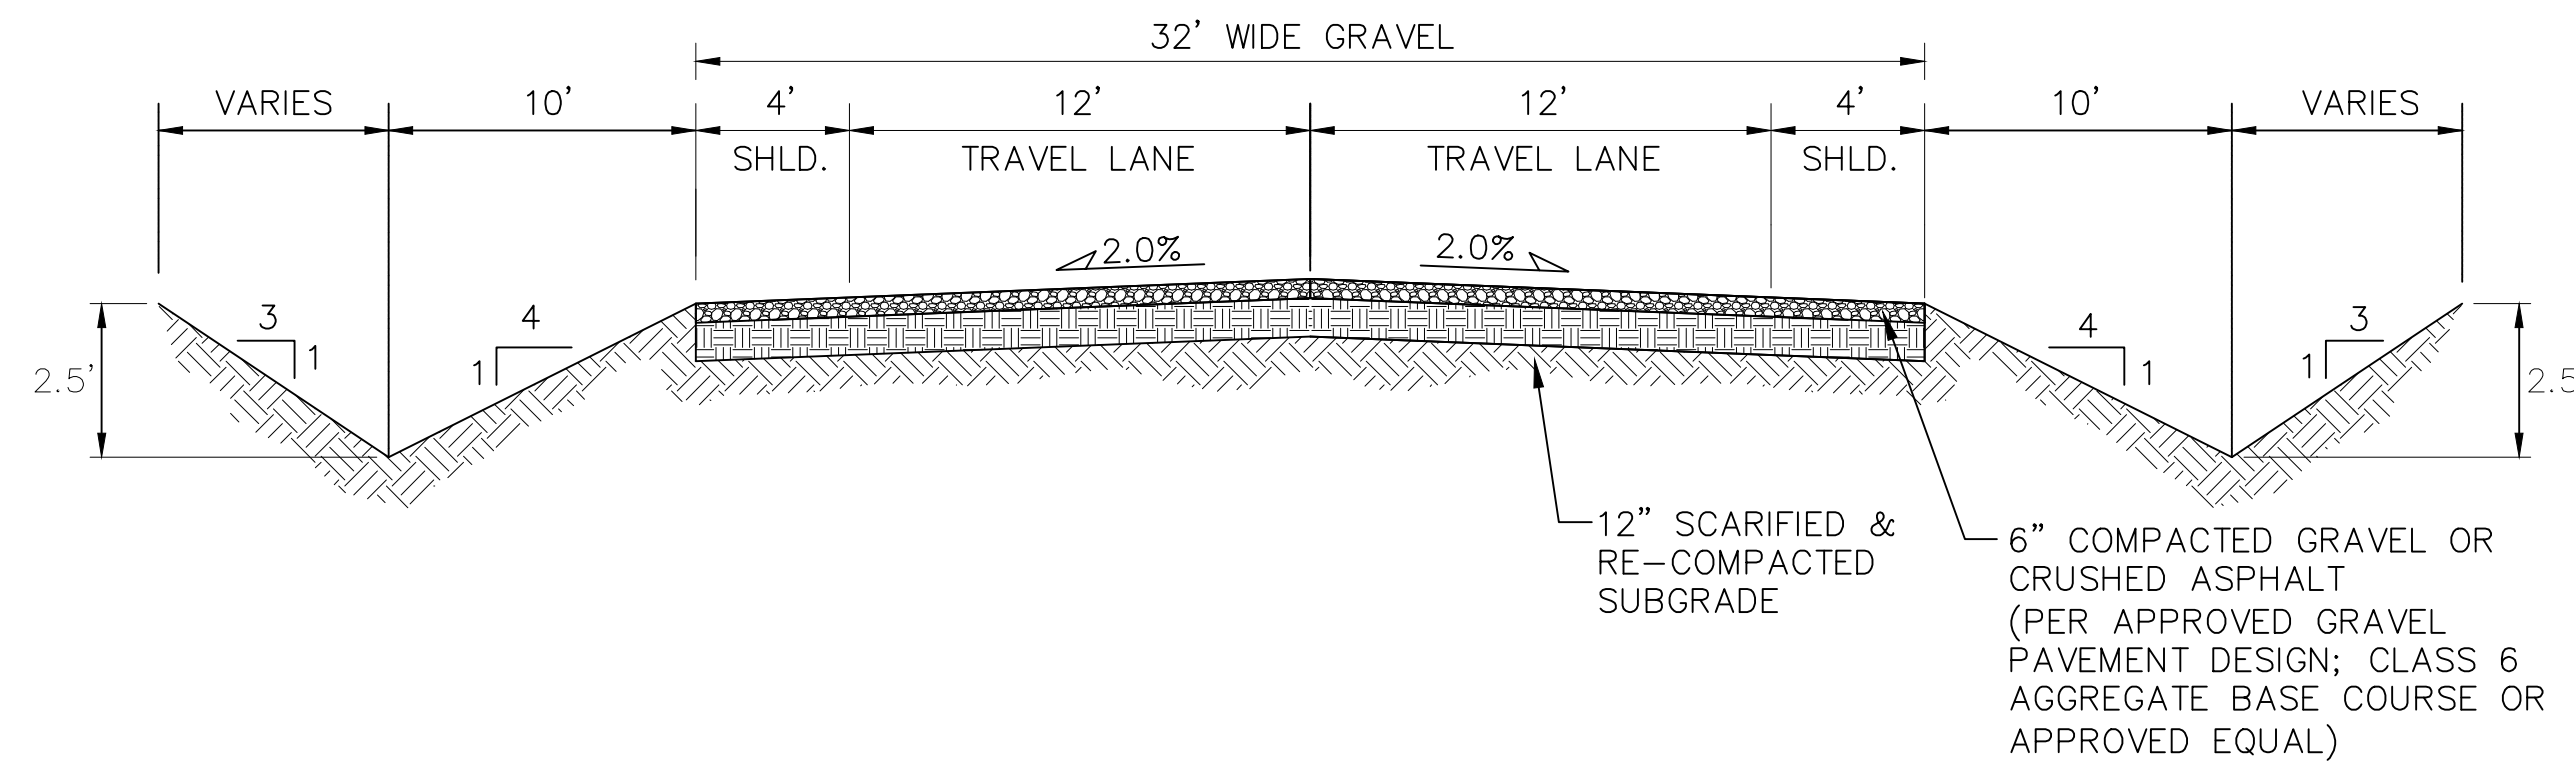 32' WIDE GRAVEL
VARIES 10' 4' 12' 12' 4' 10' VARIES
SHLD. TRAVEL LANE TRAVEL LANE SHLD.
2.0% 2.0%
3 1 4 1 4 1 3 1
2.5' 2.5
12" SCARIFIED &
RE-COMPACTED
SUBGRADE
6" COMPACTED GRAVEL OR
CRUSHED ASPHALT
(PER APPROVED GRAVEL
PAVEMENT DESIGN; CLASS 6
AGGREGATE BASE COURSE OR
APPROVED EQUAL)